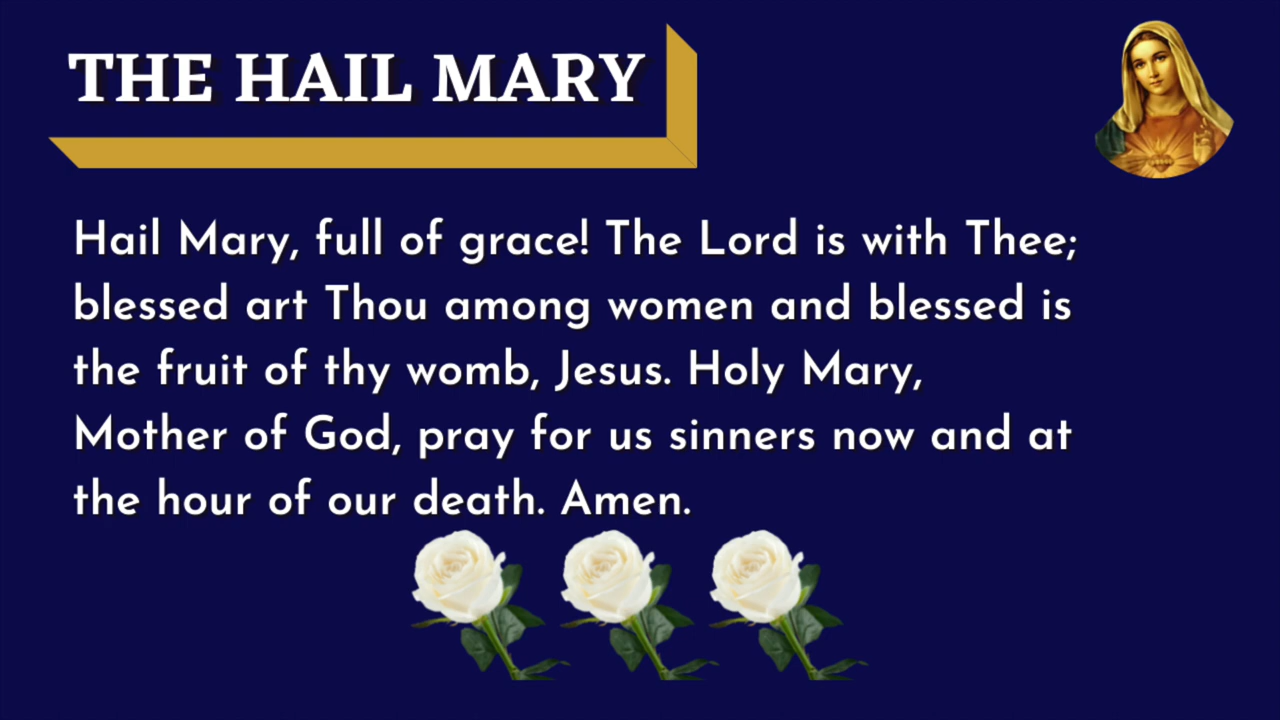 THE HAIL MARY
Hail Mary, full of grace! The Lord is with Thee;
blessed art Thou among women and blessed is
the fruit of thy womb, Jesus. Holy Mary,
Mother of God, pray for us sinners now and at
the hour of our death. Amen.